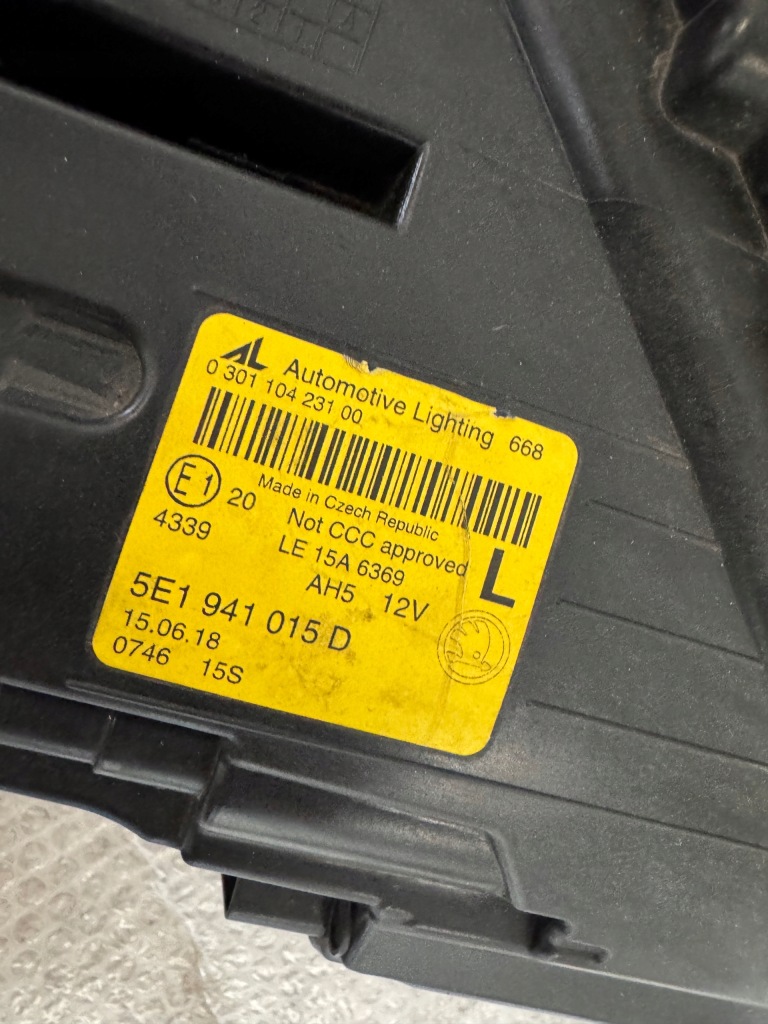 AL Automotive Lighting 668
0 301 104 231 00
Made in Czech Republic
E1 20
Not CCC approved
4339
LE 15A 6369
L
AH5 12V
5E1 941 015 D
15.06.18
0746 15S